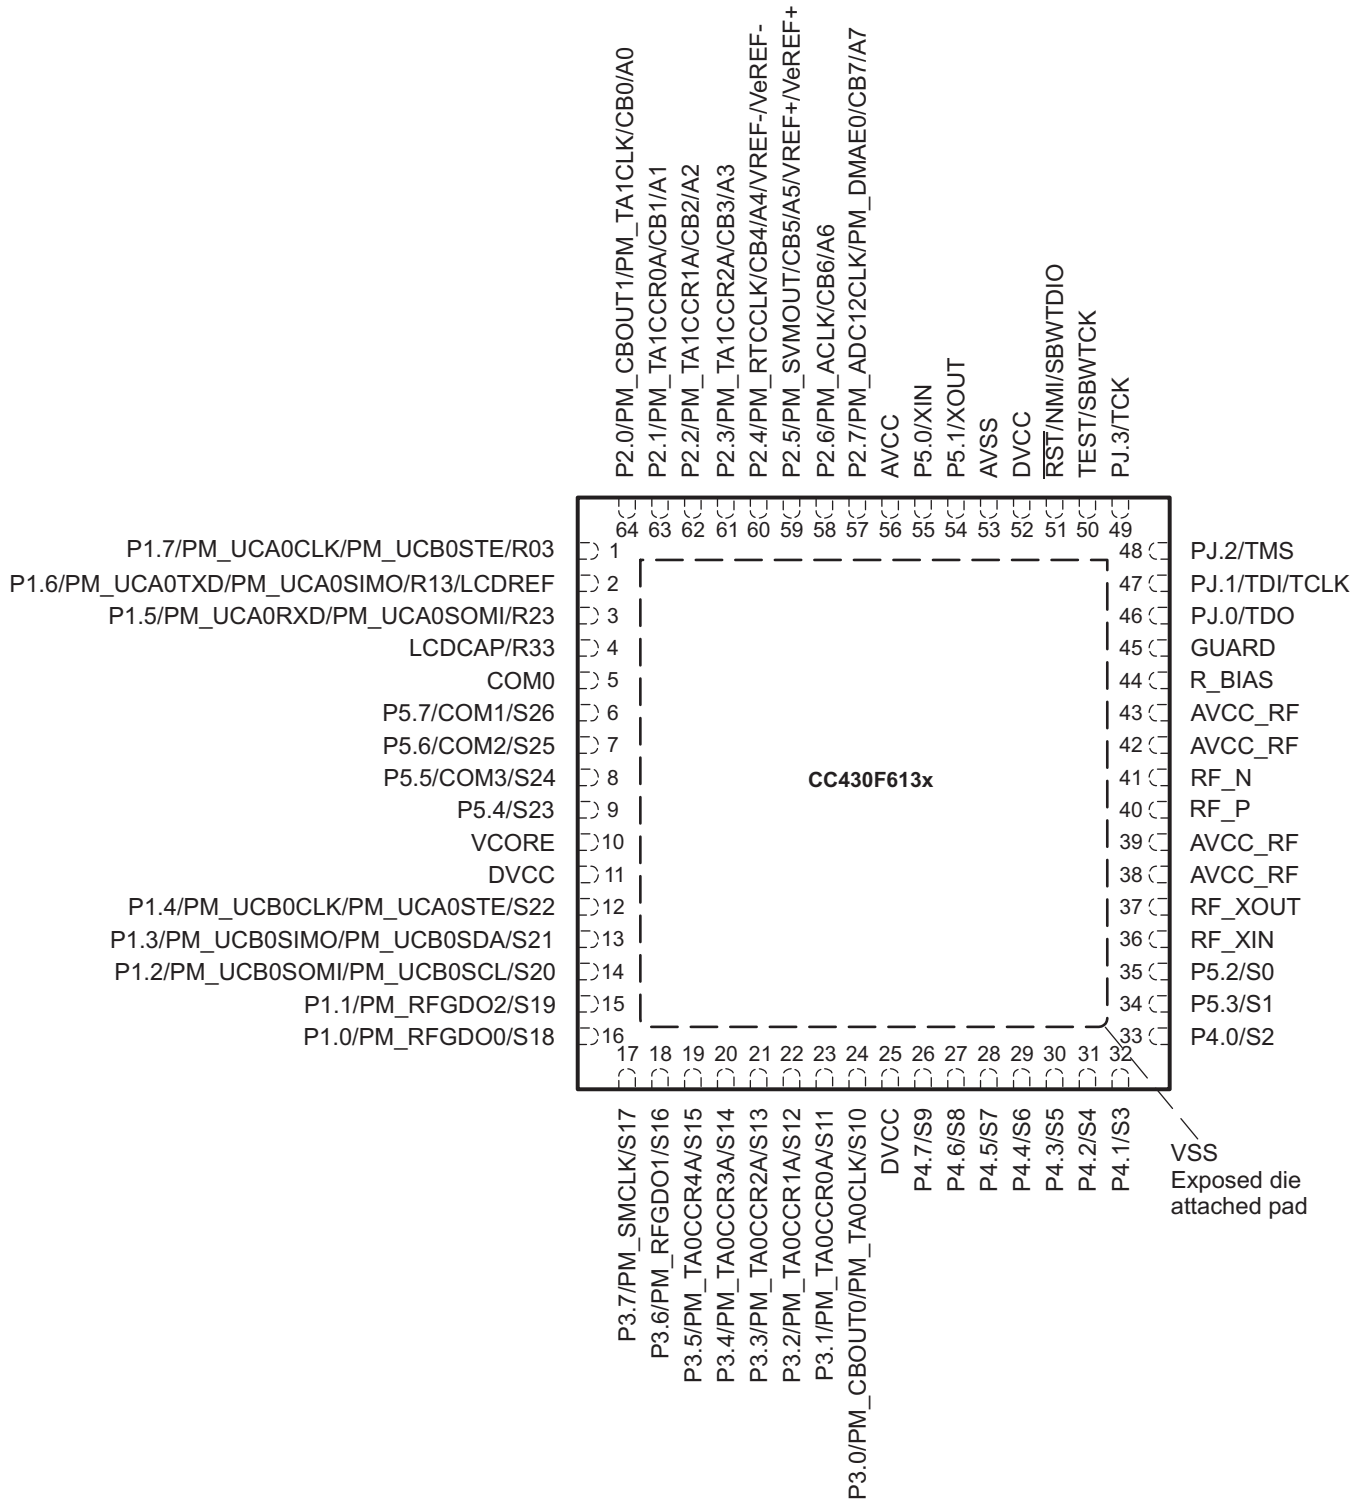 P2.0/PM_CBOUT1/PM_TA1CLK/CB0/A0
P2.1/PM_TA1CCR0A/CB1/A1
P2.2/PM_TA1CCR1A/CB2/A2
P2.3/PM_TA1CCR2A/CB3/A3
P2.4/PM_RTCCLK/CB4/A4/VREF-/VeREF-
P2.5/PM_SVMOUT/CB5/A5/VREF+/VeREF+
P2.6/PM_ACLK/CB6/A6
P2.7/PM_ADC12CLK/PM_DMAE0/CB7/A7
AVCC
P5.0/XIN
P5.1/XOUT
AVSS
DVCC
RST/NMI/SBWTDIO
TEST/SBWTCK
PJ.3/TCK
64 63 62 61 60 59 58 57 56 55 54 53 52 51 50 49
P1.7/PM_UCA0CLK/PM_UCB0STE/R03 1
P1.6/PM_UCA0TXD/PM_UCA0SIMO/R13/LCDREF 2
P1.5/PM_UCA0RXD/PM_UCA0SOMI/R23 3
LCDCAP/R33 4
COM0 5
P5.7/COM1/S26 6
P5.6/COM2/S25 7
P5.5/COM3/S24 8
P5.4/S23 9
VCORE 10
DVCC 11
P1.4/PM_UCB0CLK/PM_UCA0STE/S22 12
P1.3/PM_UCB0SIMO/PM_UCB0SDA/S21 13
P1.2/PM_UCB0SOMI/PM_UCB0SCL/S20 14
P1.1/PM_RFGDO2/S19 15
P1.0/PM_RFGDO0/S18 16
CC430F613x
48 PJ.2/TMS
47 PJ.1/TDI/TCLK
46 PJ.0/TDO
45 GUARD
44 R_BIAS
43 AVCC_RF
42 AVCC_RF
41 RF_N
40 RF_P
39 AVCC_RF
38 AVCC_RF
37 RF_XOUT
36 RF_XIN
35 P5.2/S0
34 P5.3/S1
33 P4.0/S2
17 18 19 20 21 22 23 24 25 26 27 28 29 30 31 32
P3.7/PM_SMCLK/S17
P3.6/PM_RFGDO1/S16
P3.5/PM_TA0CCR4A/S15
P3.4/PM_TA0CCR3A/S14
P3.3/PM_TA0CCR2A/S13
P3.2/PM_TA0CCR1A/S12
P3.1/PM_TA0CCR0A/S11
P3.0/PM_CBOUT0/PM_TA0CLK/S10
DVCC
P4.7/S9
P4.6/S8
P4.5/S7
P4.4/S6
P4.3/S5
P4.2/S4
P4.1/S3
VSS
Exposed die
attached pad